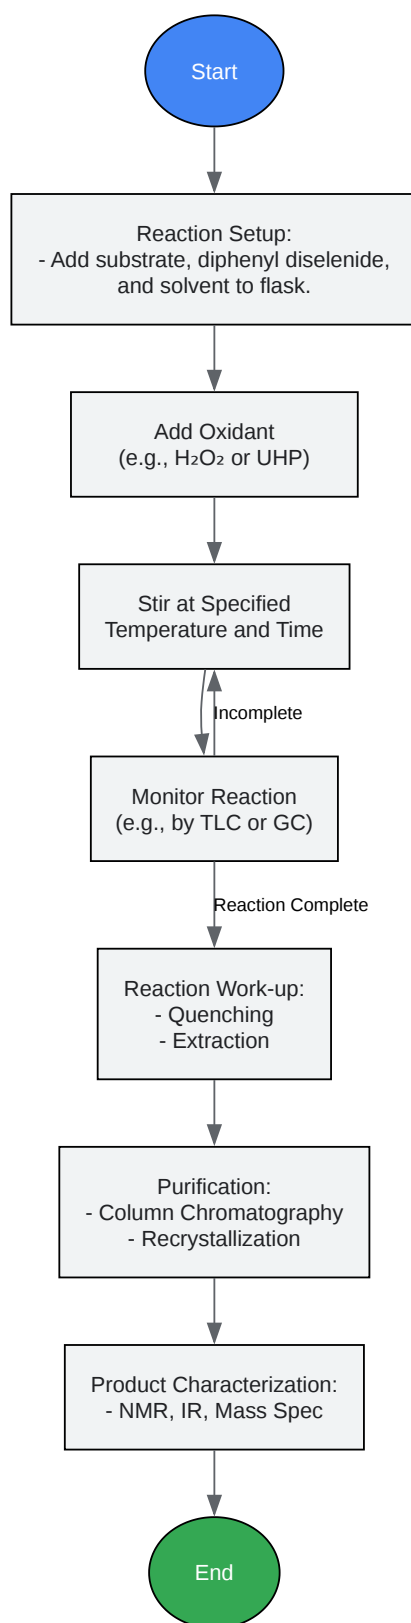 Start
Reaction Setup:
- Add substrate, diphenyl diselenide,
and solvent to flask.
Add Oxidant
(e.g., H₂O₂ or UHP)
Stir at Specified
Temperature and Time
Incomplete
Monitor Reaction
(e.g., by TLC or GC)
Reaction Complete
Reaction Work-up:
- Quenching
- Extraction
Purification:
- Column Chromatography
- Recrystallization
Product Characterization:
- NMR, IR, Mass Spec
End